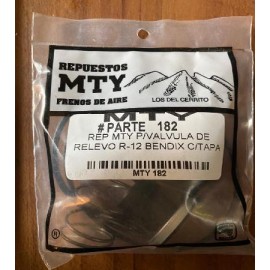 REPUESTOS
MTY
FRENOS DE AIRE
LOS DEL CERRITO
MTY
#PARTE 182
REP MTY P/VALVULA DE
RELEVO R-12 BENDIX C/TAPA
MTY 182
®